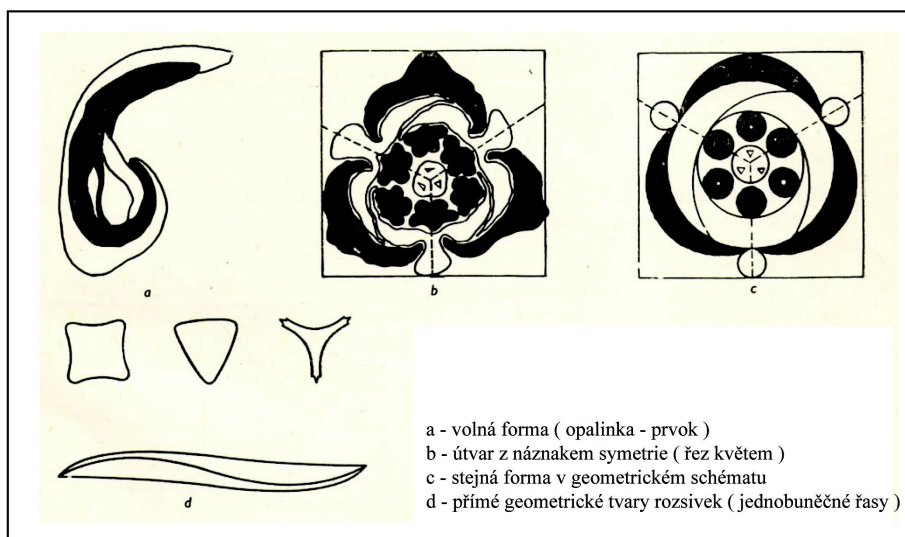 a
b
c
d
a - volná forma ( opalinka - prvok )
b - útvar z náznakem symetrie ( řez květem )
c - stejná forma v geometrickém schématu
d - přímé geometrické tvary rozsivek ( jednobuněčné řasy )